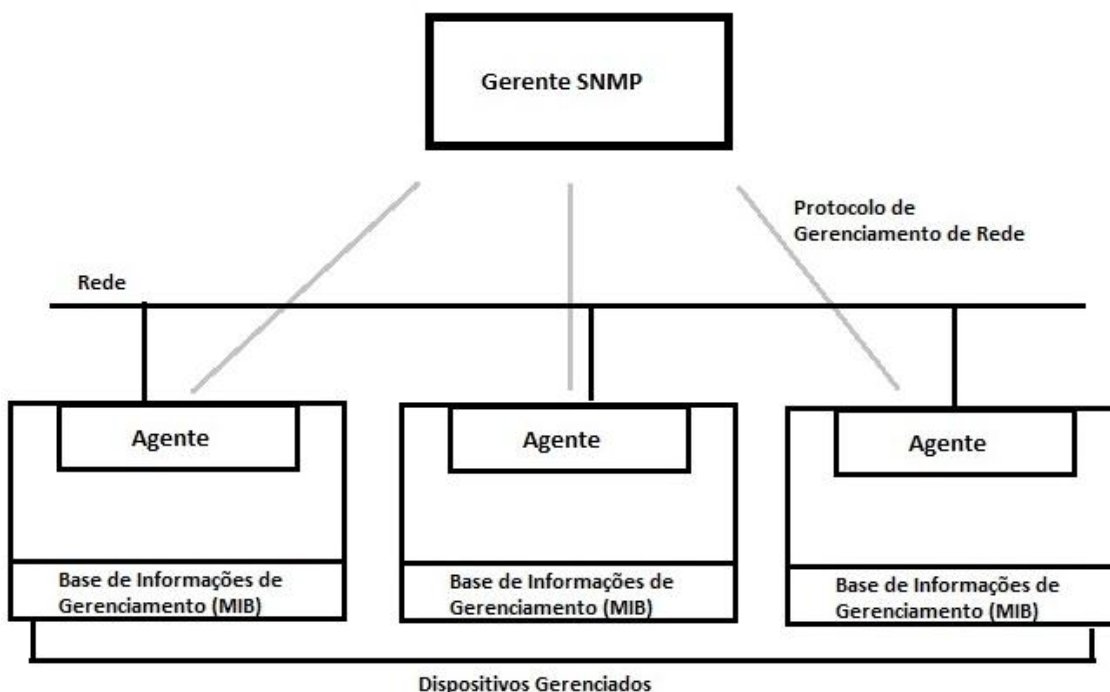 Gerente SNMP
Protocolo de
Gerenciamento de Rede
Rede
Agente
Agente
Agente
Base de Informações de
Gerenciamento (MIB)
Base de Informações de
Gerenciamento (MIB)
Base de Informações de
Gerenciamento (MIB)
Dispositivos Gerenciados